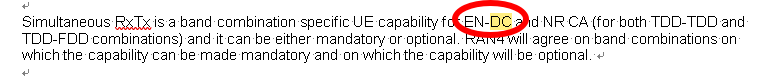 Simultaneous RxTx is a band combination specific UE capability for EN-DC and NR CA (for both TDD-TDD and
TDD-FDD combinations) and it can be either mandatory or optional. RAN4 will agree on band combinations on
which the capability can be made mandatory and on which the capability will be optional.